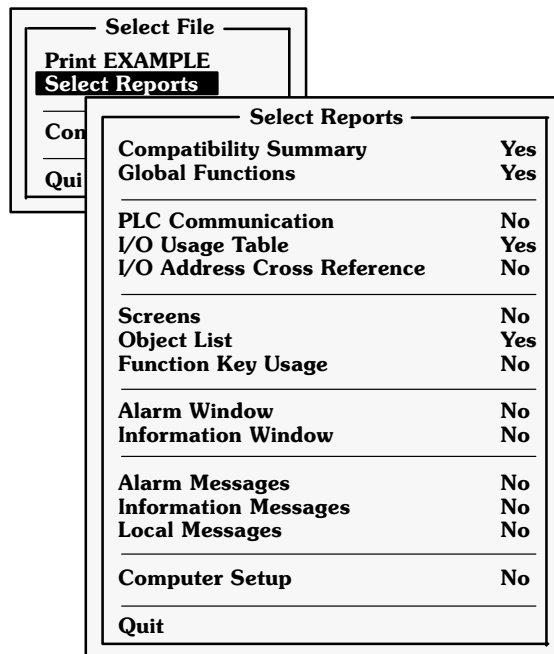 Select File
Print EXAMPLE
Select Reports
Con
Qui
Select Reports
Compatibility Summary Yes
Global Functions Yes
PLC Communication No
I/O Usage Table Yes
I/O Address Cross Reference No
Screens No
Object List Yes
Function Key Usage No
Alarm Window No
Information Window No
Alarm Messages No
Information Messages No
Local Messages No
Computer Setup No
Quit